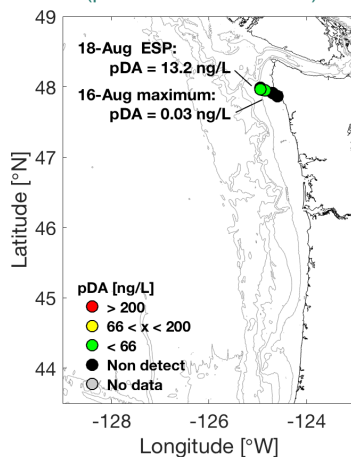 18-Aug ESP:
pDA = 13.2 ng/L
16-Aug maximum:
pDA = 0.03 ng/L
49
48
47
46
45
44
Latitude [°N]
pDA [ng/L]
> 200
66 < x < 200
< 66
Non detect
No data
-128
-126
-124
Longitude [°W]